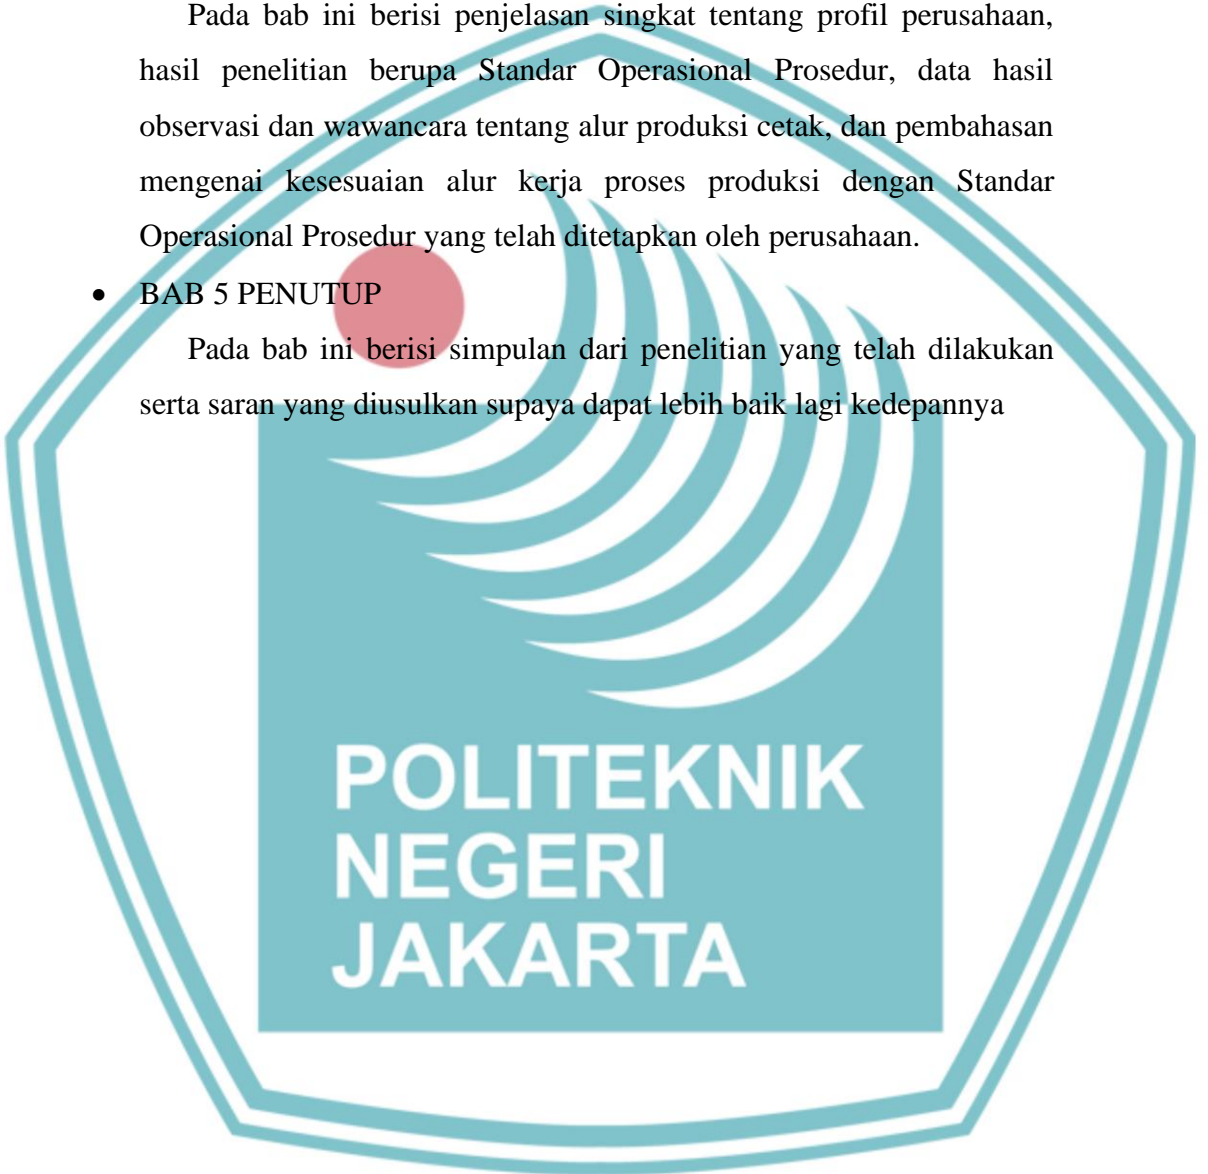 Pada bab ini berisi penjelasan singkat tentang profil perusahaan,
hasil penelitian berupa Standar Operasional Prosedur, data hasil
observasi dan wawancara tentang alur produksi cetak, dan pembahasan
mengenai kesesuaian alur kerja proses produksi dengan Standar
Operasional Prosedur yang telah ditetapkan oleh perusahaan.
• BAB 5 PENUTUP
Pada bab ini berisi simpulan dari penelitian yang telah dilakukan
serta saran yang diusulkan supaya dapat lebih baik lagi kedepannya
POLITEKNIK
NEGERI
JAKARTA